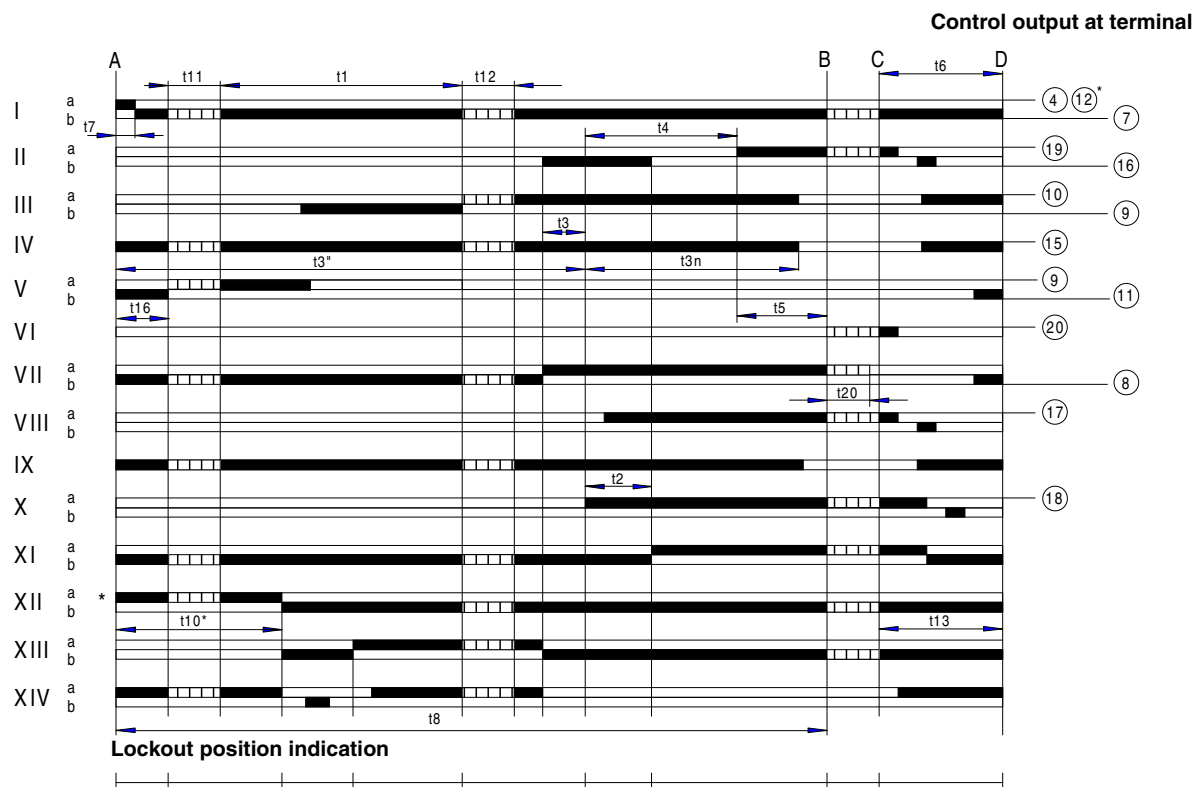 Control output at terminal
A B C D
t11 t1 t12 t6
I a b 4 12* 7
t7 t4
II a b 19 16
III a b 10 9
t3
IV 15
t3" t3n
V a b 9 11
t16 t5
VI 20
VII a b 8
t20
VIII a b 17
IX
t2
X a b 18
XI a b
* XII a b
t10* t13
XIII a b
XIV a b
t8
Lockout position indication